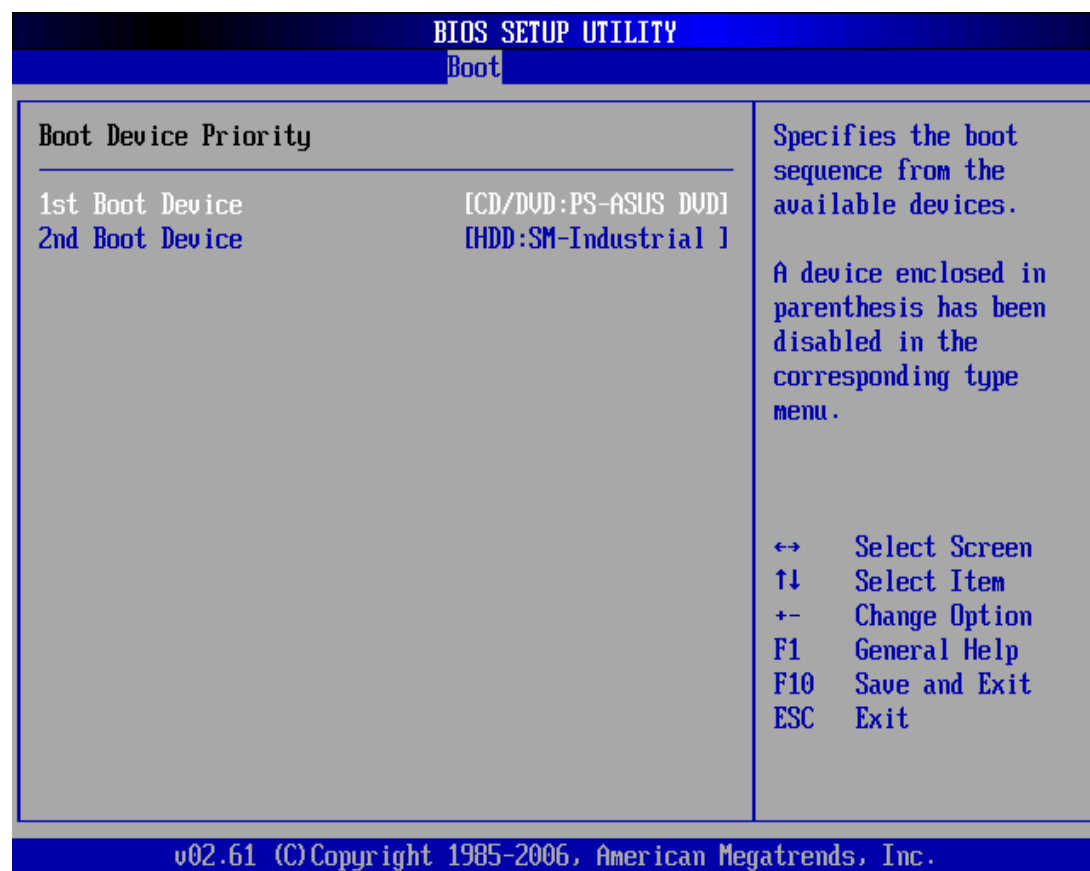 BIOS SETUP UTILITY
Boot
Boot Device Priority
1st Boot Device [CD/DVD:PS-ASUS DVD]
2nd Boot Device [HDD:SM-Industrial ]
Specifies the boot
sequence from the
available devices.
A device enclosed in
parenthesis has been
disabled in the
corresponding type
menu.
↔ Select Screen
↑↓ Select Item
+- Change Option
F1 General Help
F10 Save and Exit
ESC Exit
v02.61 (C)Copyright 1985-2006, American Megatrends, Inc.